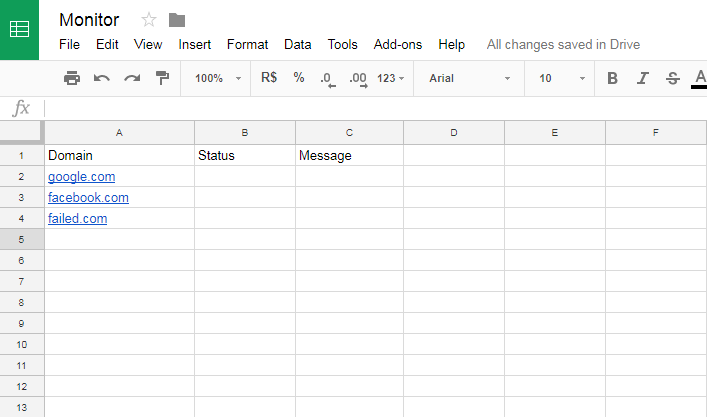 Monitor
File Edit View Insert Format Data Tools Add-ons Help All changes saved in Drive
100% R$ % .0 .00 123 Arial 10 B I S A
fx
A B C D E F
1 Domain Status Message
2 google.com
3 facebook.com
4 failed.com
5
6
7
8
9
10
11
12
13